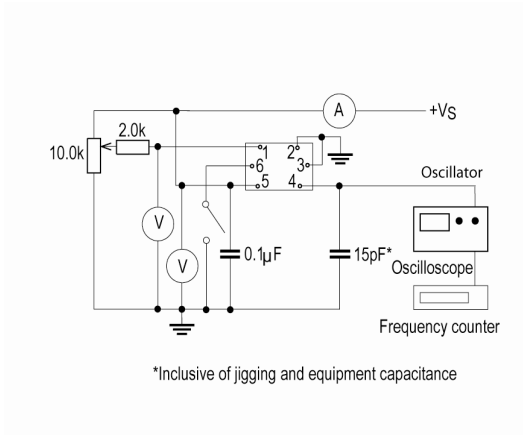 A
+VS
2.0k
10.0k
1
2
6
3
5
4
Oscillator
V
V
0.1µF
15pF*
Oscilloscope
Frequency counter
*Inclusive of jigging and equipment capacitance